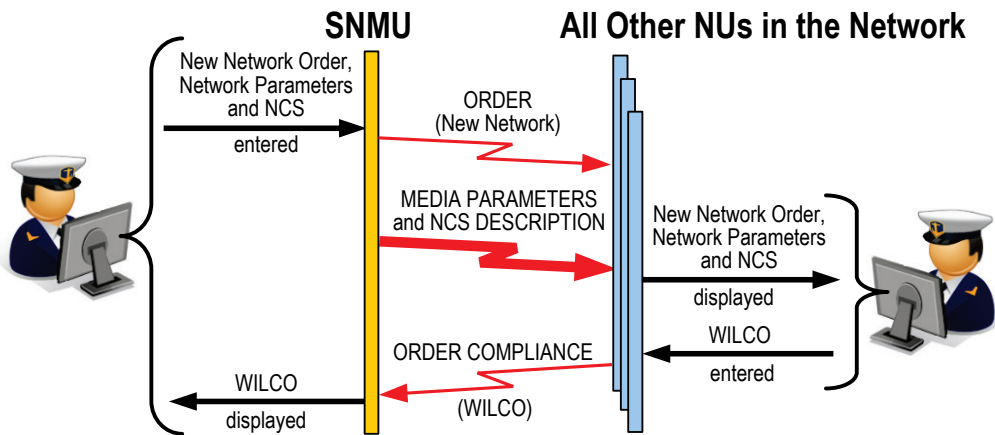 SNMU
All Other NUs in the Network
New Network Order,
Network Parameters
and NCS
entered
ORDER
(New Network)
MEDIA PARAMETERS
and NCS DESCRIPTION
New Network Order,
Network Parameters
and NCS
displayed
WILCO
entered
ORDER COMPLIANCE
(WILCO)
WILCO
displayed